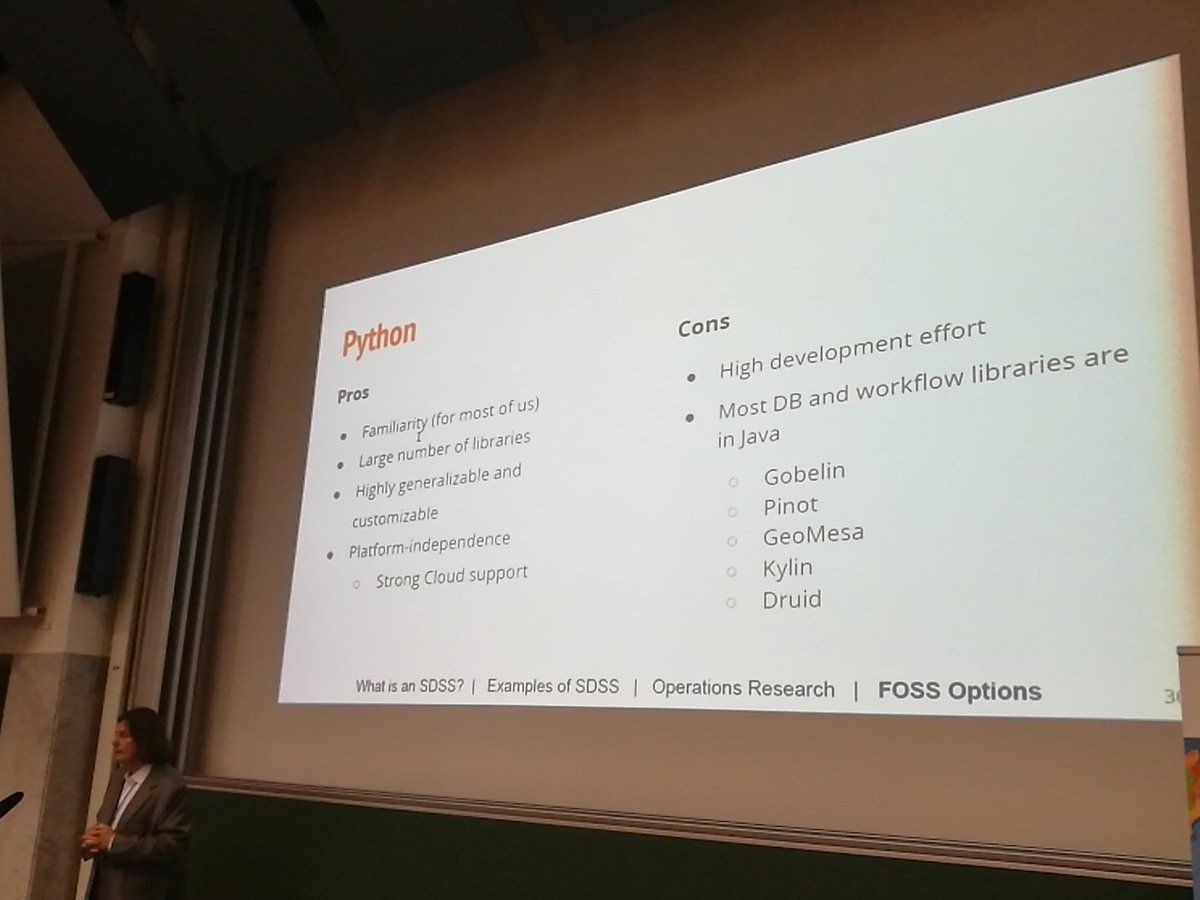 Python
Pros
Familiarity (for most of us)
Large number of libraries
Highly generalizable and
customizable
Platform-independence
Strong Cloud support
Cons
High development effort
Most DB and workflow libraries are
in Java
Gobelin
Pinot
GeoMesa
Kylin
Druid
What is an SDSS? | Examples of SDSS | Operations Research | FOSS Options